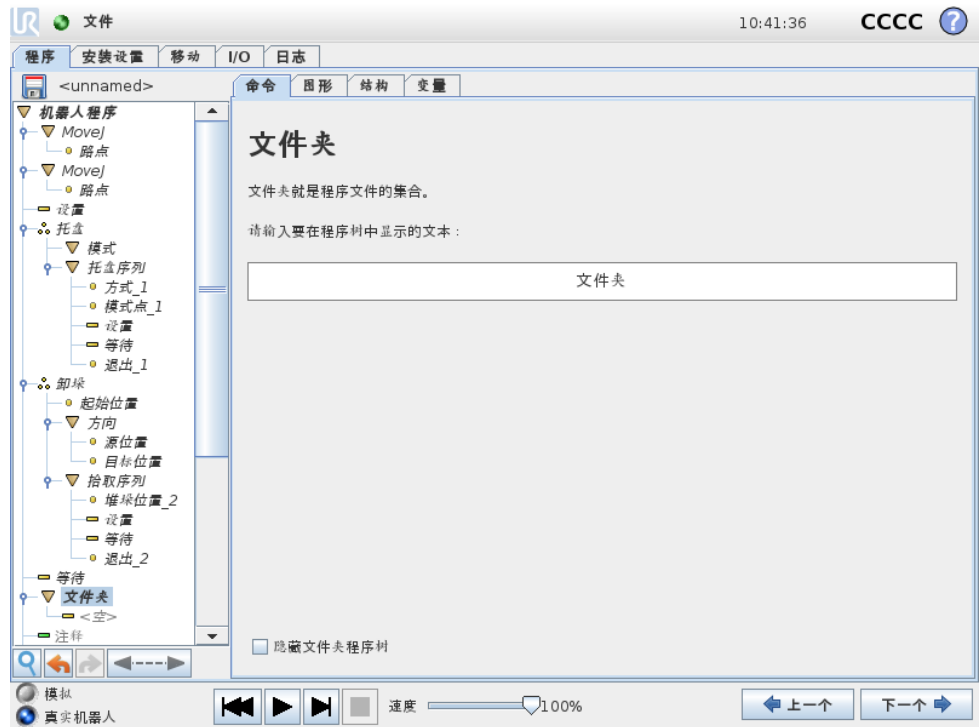 文件
10:41:36
CCCC
?
程序 安装设置 移动 I/O 日志
<unnamed>
命令 图形 结构 变量
机器人程序
MoveJ
路点
MoveJ
路点
设置
托盘
模式
托盘序列
方式_1
模式点_1
设置
等待
退出_1
卸垛
起始位置
方向
源位置
目标位置
拾取序列
堆垛位置_2
设置
等待
退出_2
等待
文件夹
<空>
注释
文件夹
文件夹就是程序文件的集合。
请输入要在程序树中显示的文本：
文件夹
隐藏文件夹程序树
模拟
真实机器人
速度 100%
上一个 下一个